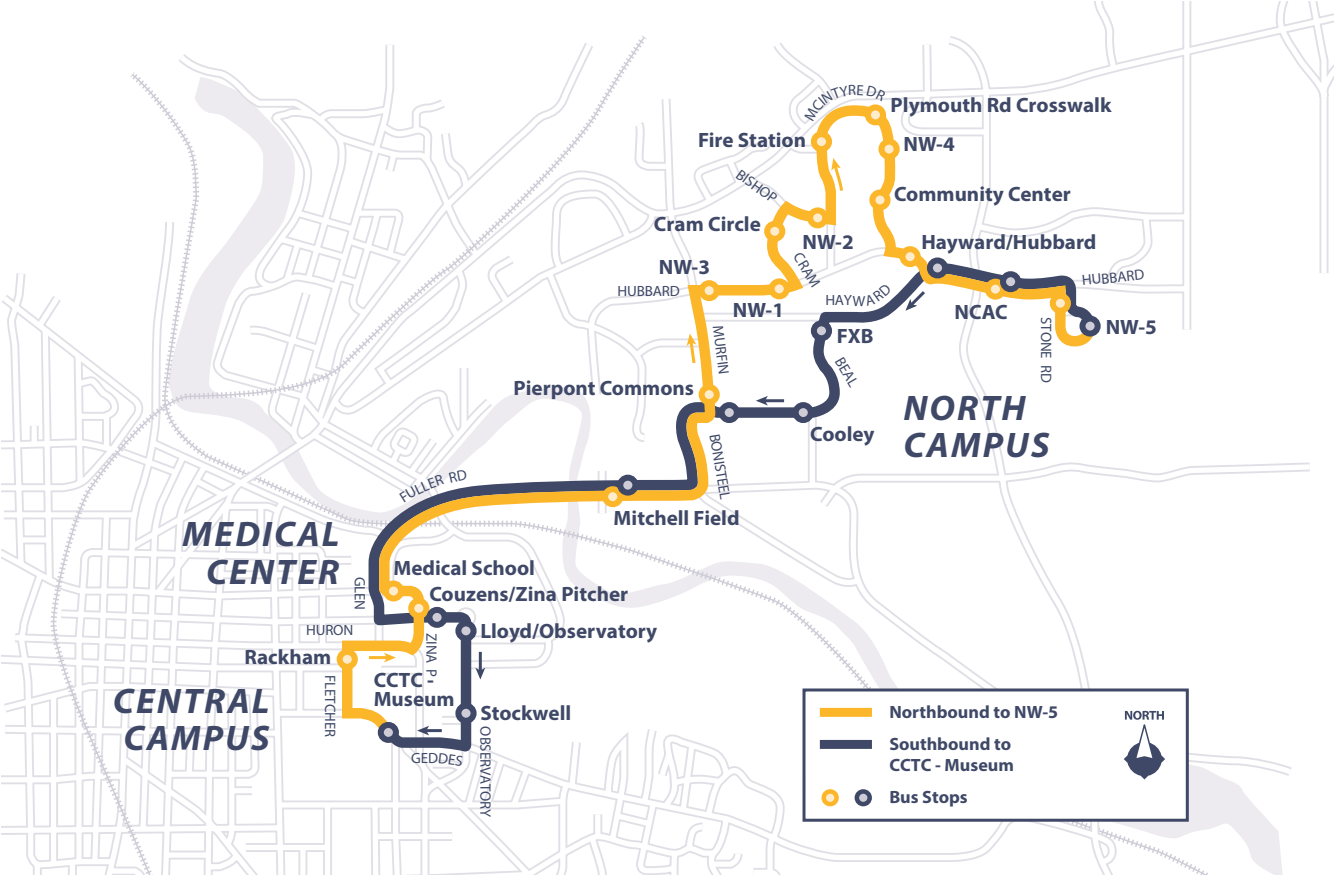 MCINTYRE DR
Plymouth Rd Crosswalk
Fire Station
NW-4
BISHOP
Community Center
Cram Circle
NW-2
Hayward/Hubbard
NW-3
CRAM
HUBBARD
HUBBARD
NW-1
HAYWARD
NCAC
FXB
STONE RD
NW-5
MURFIN
BEAL
Pierpont Commons
NORTH
CAMPUS
Cooley
BONISTEEL
FULLER RD
Mitchell Field
MEDICAL
CENTER
Medical School
GLEN
Couzens/Zina Pitcher
HURON
Lloyd/Observatory
ZINA P.
Rackham
CCTC -
Museum
FLETCHER
CENTRAL
CAMPUS
Stockwell
GEDDES
OBSERVATORY
Northbound to NW-5
NORTH
Southbound to
CCTC - Museum
Bus Stops